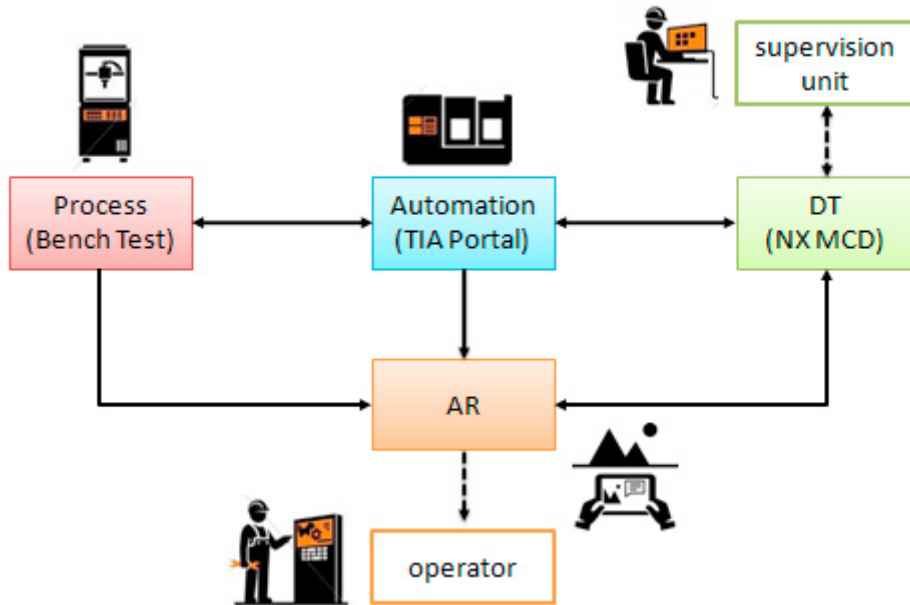 supervision
unit
Process
(Bench Test)
Automation
(TIA Portal)
DT
(NX MCD)
AR
operator